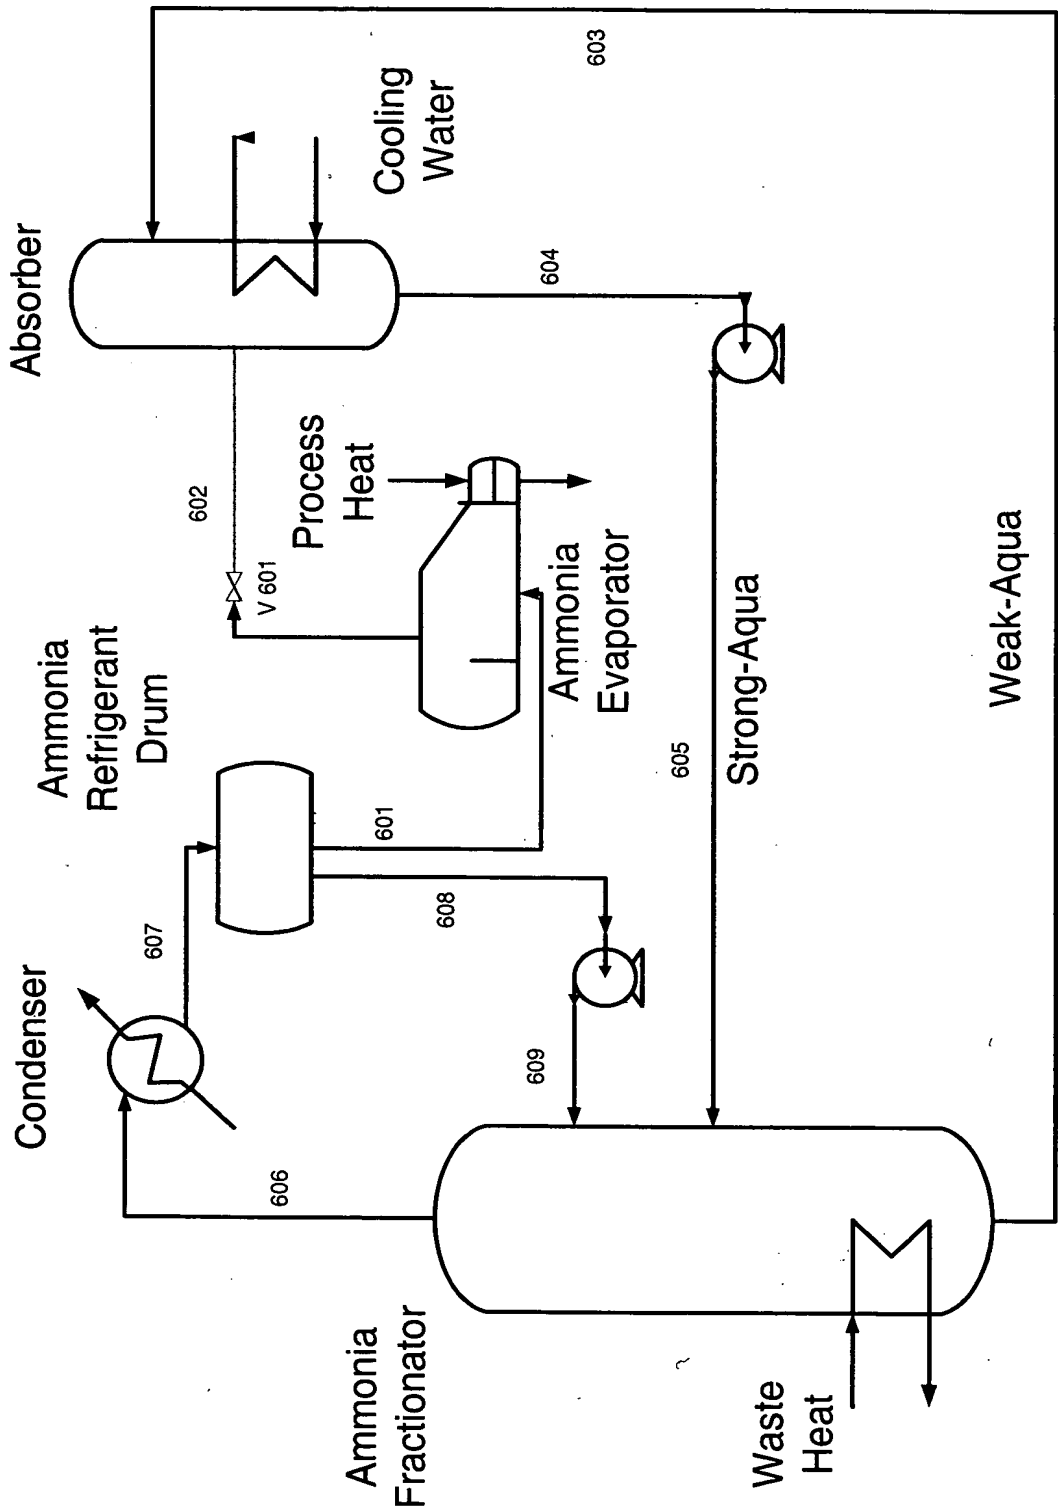 Absorber
603
Cooling
Water
604
602
V 601
Process
Heat
Ammonia
Refrigerant
Drum
Ammonia
Evaporator
605
Strong-Aqua
Weak-Aqua
601
608
607
Condenser
609
606
Ammonia
Fractionator
Waste
Heat